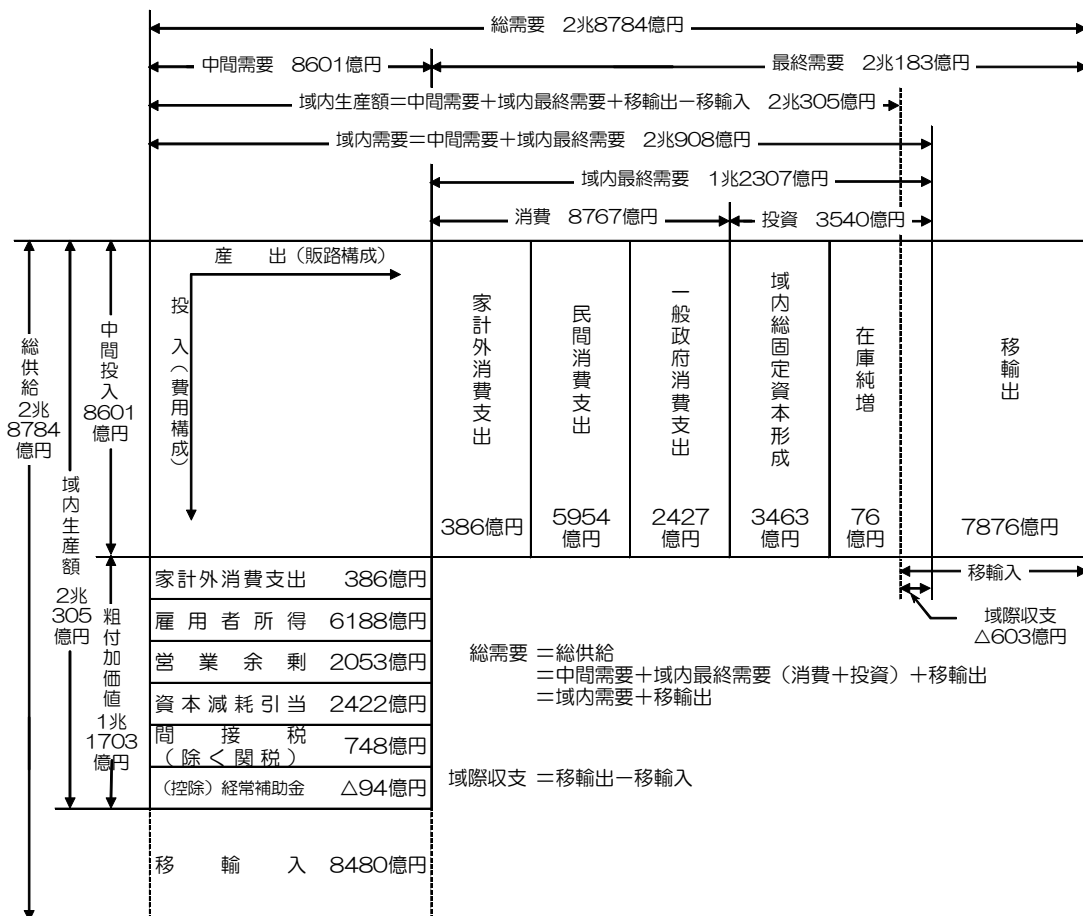 総需要 2兆8784億円
中間需要 8601億円
最終需要 2兆183億円
域内生産額＝中間需要＋域内最終需要＋移輸出－移輸入 2兆305億円
域内需要＝中間需要＋域内最終需要 2兆908億円
域内最終需要 1兆2307億円
消費 8767億円
投資 3540億円
総供給 2兆8784億円
域内生産額 2兆305億円
中間投入 8601億円
粗付加価値 1兆1703億円
産 出（販路構成）
投 入（費用構成）
家計外消費支出
386億円
民間消費支出
5954億円
一般政府消費支出
2427億円
域内総固定資本形成
3463億円
在庫純増
76億円
移輸出
7876億円
移輸入
域際収支
△603億円
家計外消費支出 386億円
雇用者所得 6188億円
営業余剰 2053億円
資本減耗引当 2422億円
間接税（除く関税） 748億円
（控除）経常補助金 △94億円
移輸入 8480億円
総需要 ＝総供給
＝中間需要＋域内最終需要（消費＋投資）＋移輸出
＝域内需要＋移輸出
域際収支 ＝移輸出－移輸入